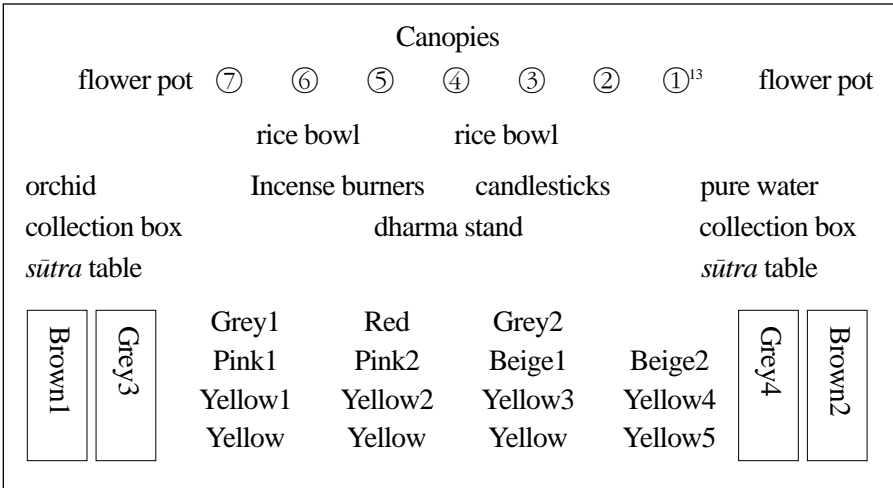 Canopies
flower pot ⑦ ⑥ ⑤ ④ ③ ② ①13 flower pot
rice bowl rice bowl
orchid Incense burners candlesticks pure water
collection box dharma stand collection box
sūtra table sūtra table
Brown1 Grey3
Grey1 Red Grey2
Pink1 Pink2 Beige1 Beige2
Yellow1 Yellow2 Yellow3 Yellow4
Yellow Yellow Yellow Yellow5
Grey4 Brown2